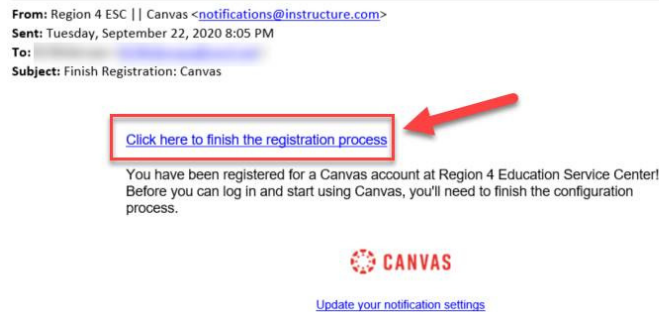 From: Region 4 ESC || Canvas <notifications@instructure.com>
Sent: Tuesday, September 22, 2020 8:05 PM
To:
Subject: Finish Registration: Canvas
Click here to finish the registration process
You have been registered for a Canvas account at Region 4 Education Service Center!
Before you can log in and start using Canvas, you'll need to finish the configuration
process.
CANVAS
Update your notification settings